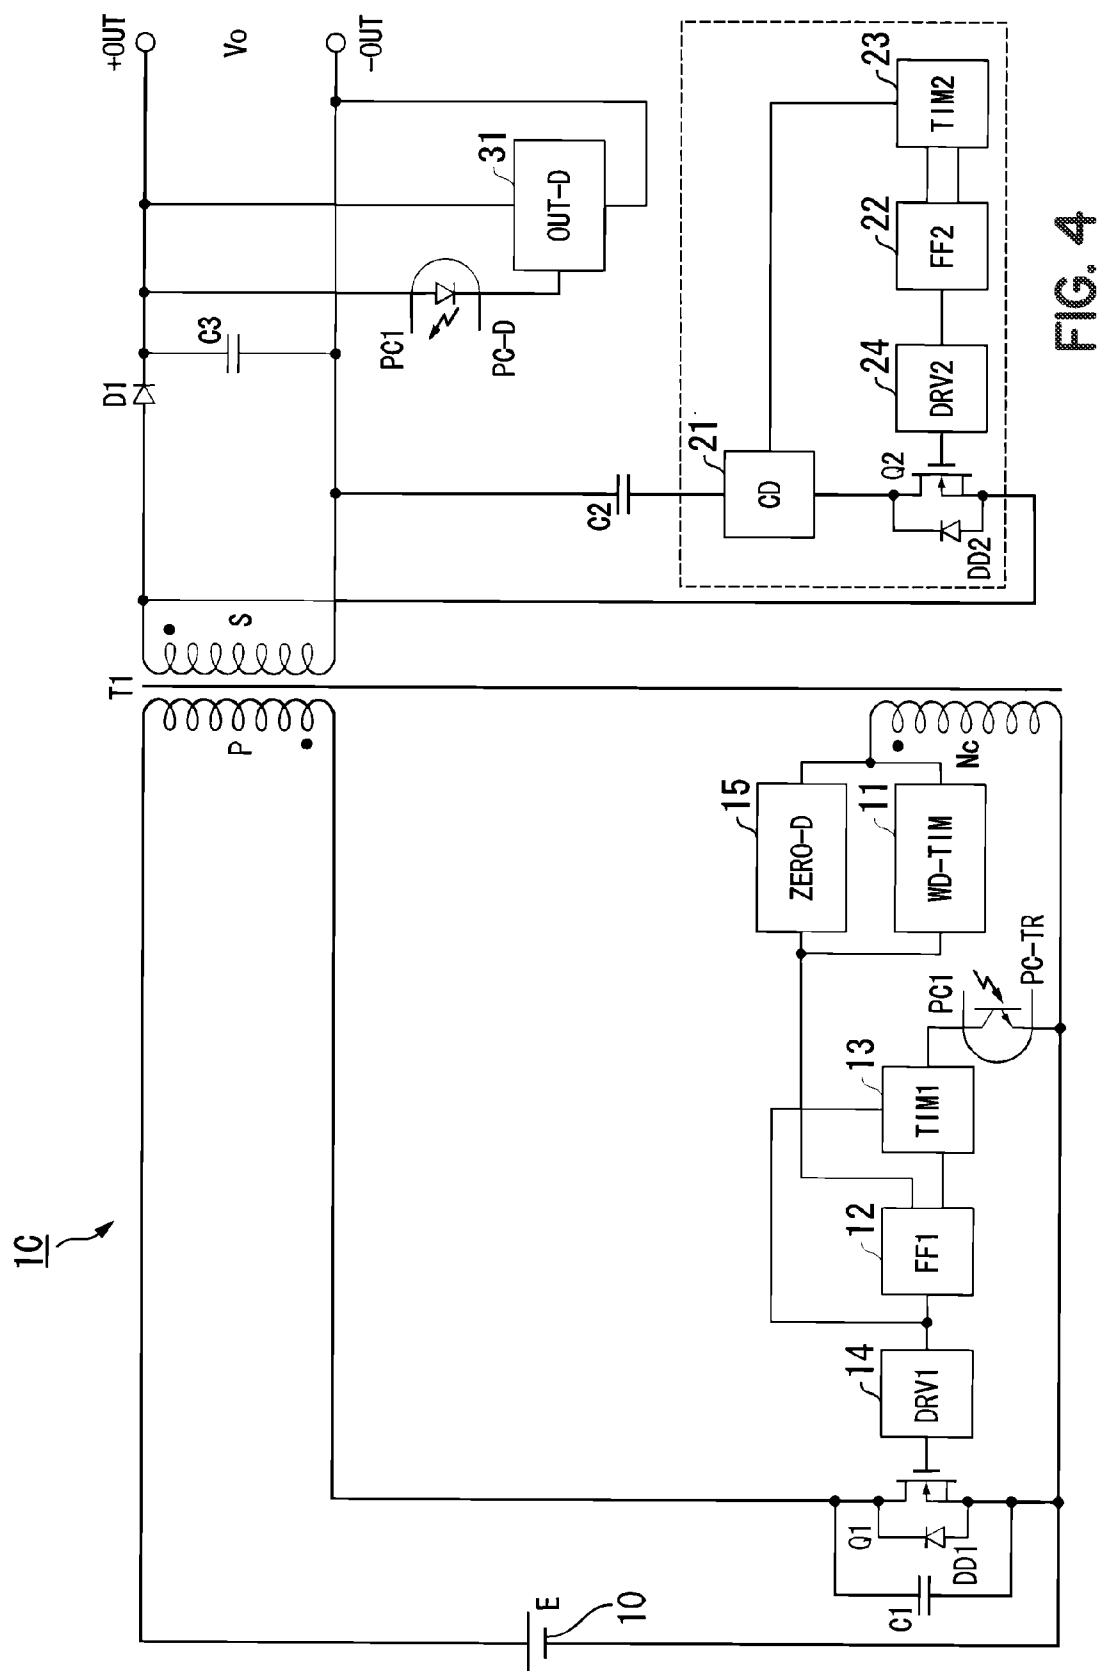 1C
T1
P
S
D1
C3
+OUT
Vo
-OUT
PC1
PC-D
31
OUT-D
C2
21
CD
Q2
DD2
24
DRV2
22
FF2
23
TIM2
E
10
C1
Q1
DD1
14
DRV1
12
FF1
13
TIM1
PC1
PC-TR
15
ZERO-D
11
WD-TIM
Nc
FIG. 4